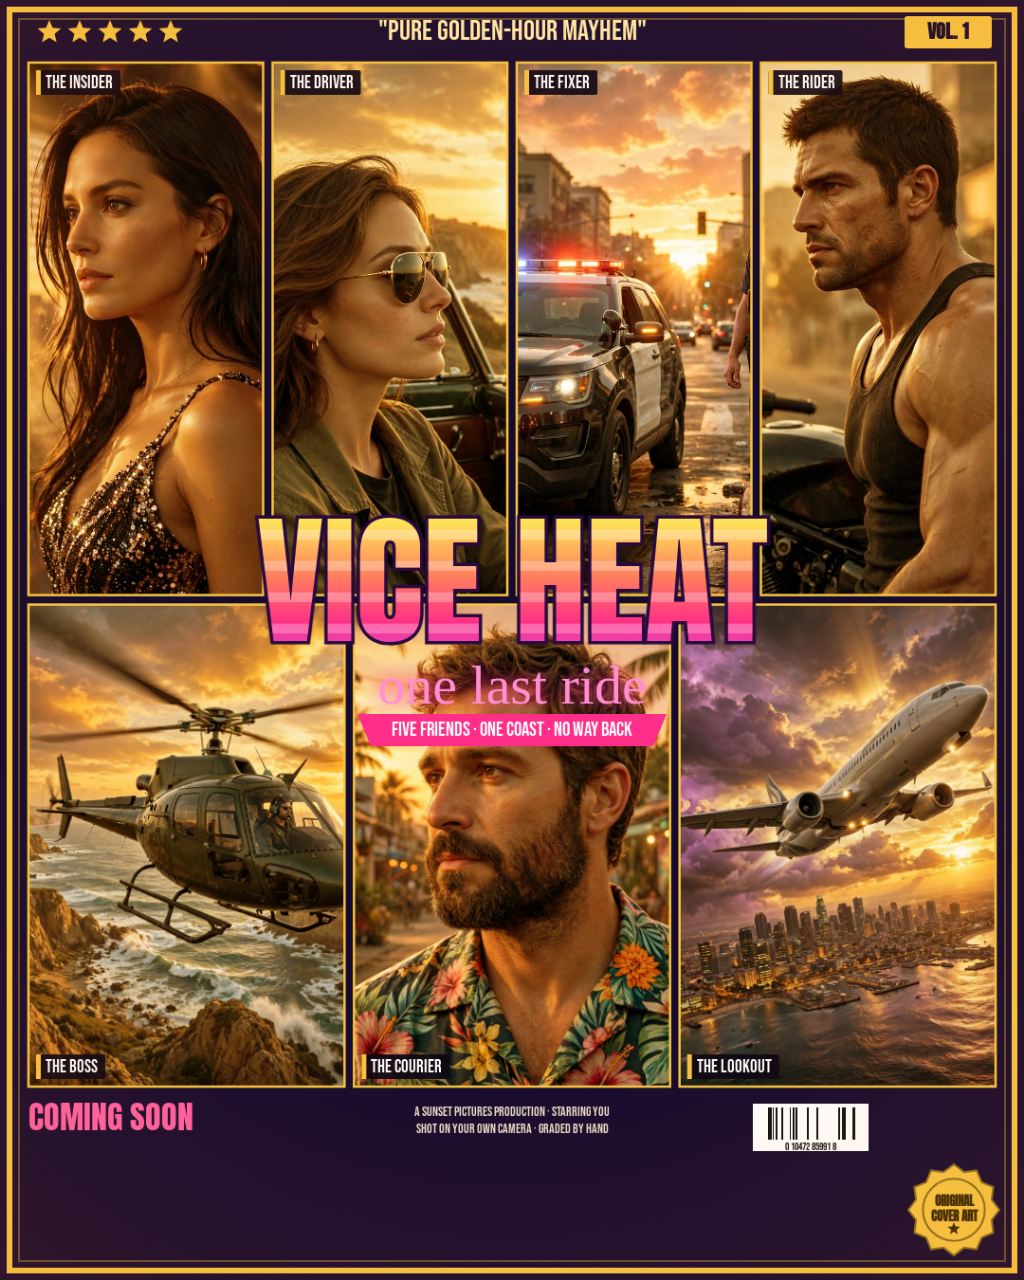 "PURE GOLDEN-HOUR MAYHEM"
VOL. 1
THE INSIDER
THE DRIVER
THE FIXER
THE RIDER
VICE HEAT
one last ride
FIVE FRIENDS · ONE COAST · NO WAY BACK
THE BOSS
THE COURIER
THE LOOKOUT
COMING SOON
A SUNSET PICTURES PRODUCTION · STARRING YOU
SHOT ON YOUR OWN CAMERA · GRADED BY HAND
0 10472 85991 8
ORIGINAL
COVER ART